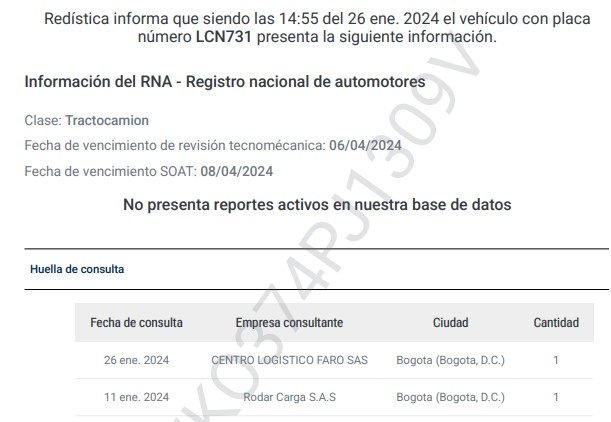 Redística informa que siendo las 14:55 del 26 ene. 2024 el vehículo con placa
número LCN731 presenta la siguiente información.
Información del RNA - Registro nacional de automotores
Clase: Tractocamion
Fecha de vencimiento de revisión tecnomécanica: 06/04/2024
Fecha de vencimiento SOAT: 08/04/2024
No presenta reportes activos en nuestra base de datos
Huella de consulta
Fecha de consulta Empresa consultante Ciudad Cantidad
26 ene. 2024 CENTRO LOGISTICO FARO SAS Bogota (Bogota, D.C.) 1
11 ene. 2024 Rodar Carga S.A.S Bogota (Bogota, D.C.) 1